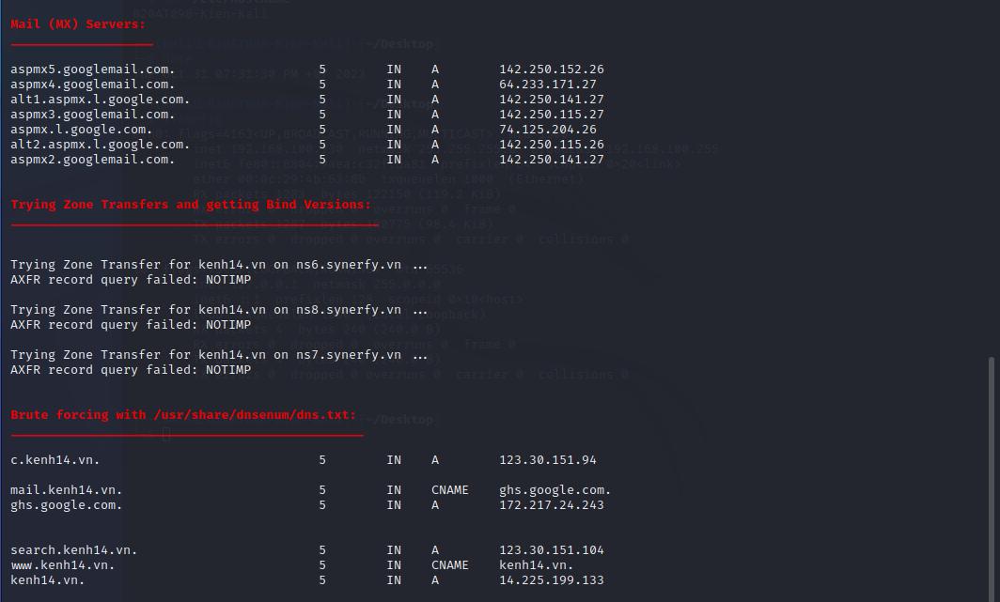 Mail (MX) Servers:
aspmx5.googlemail.com. 5 IN A 142.250.152.26
aspmx4.googlemail.com. 5 IN A 64.233.171.27
alt1.aspmx.l.google.com. 5 IN A 142.250.141.27
aspmx3.googlemail.com. 5 IN A 142.250.115.27
aspmx.l.google.com. 5 IN A 74.125.204.26
alt2.aspmx.l.google.com. 5 IN A 142.250.115.26
aspmx2.googlemail.com. 5 IN A 142.250.141.27
Trying Zone Transfers and getting Bind Versions:
Trying Zone Transfer for kenh14.vn on ns6.synerfy.vn ...
AXFR record query failed: NOTIMP
Trying Zone Transfer for kenh14.vn on ns8.synerfy.vn ...
AXFR record query failed: NOTIMP
Trying Zone Transfer for kenh14.vn on ns7.synerfy.vn ...
AXFR record query failed: NOTIMP
Brute forcing with /usr/share/dnsenum/dns.txt:
c.kenh14.vn. 5 IN A 123.30.151.94
mail.kenh14.vn. 5 IN CNAME ghs.google.com.
ghs.google.com. 5 IN A 172.217.24.243
search.kenh14.vn. 5 IN A 123.30.151.104
www.kenh14.vn. 5 IN CNAME kenh14.vn.
kenh14.vn. 5 IN A 14.225.199.133